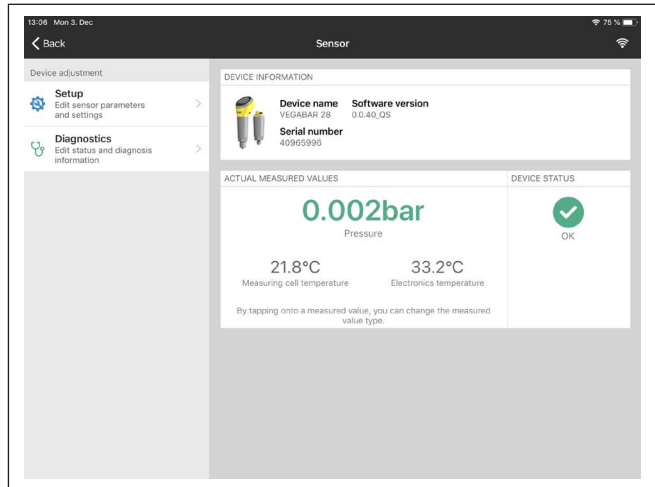 13:06 Mon 3. Dec
75 %
Back
Sensor
Device adjustment
Setup
Edit sensor parameters
and settings
Diagnostics
Edit status and diagnosis
information
DEVICE INFORMATION
Device name Software version
VEGABAR 28 0.0.40_QS
Serial number
40965996
ACTUAL MEASURED VALUES
DEVICE STATUS
0.002bar
Pressure
OK
21.8°C 33.2°C
Measuring cell temperature Electronics temperature
By tapping onto a measured value, you can change the measured
value type.